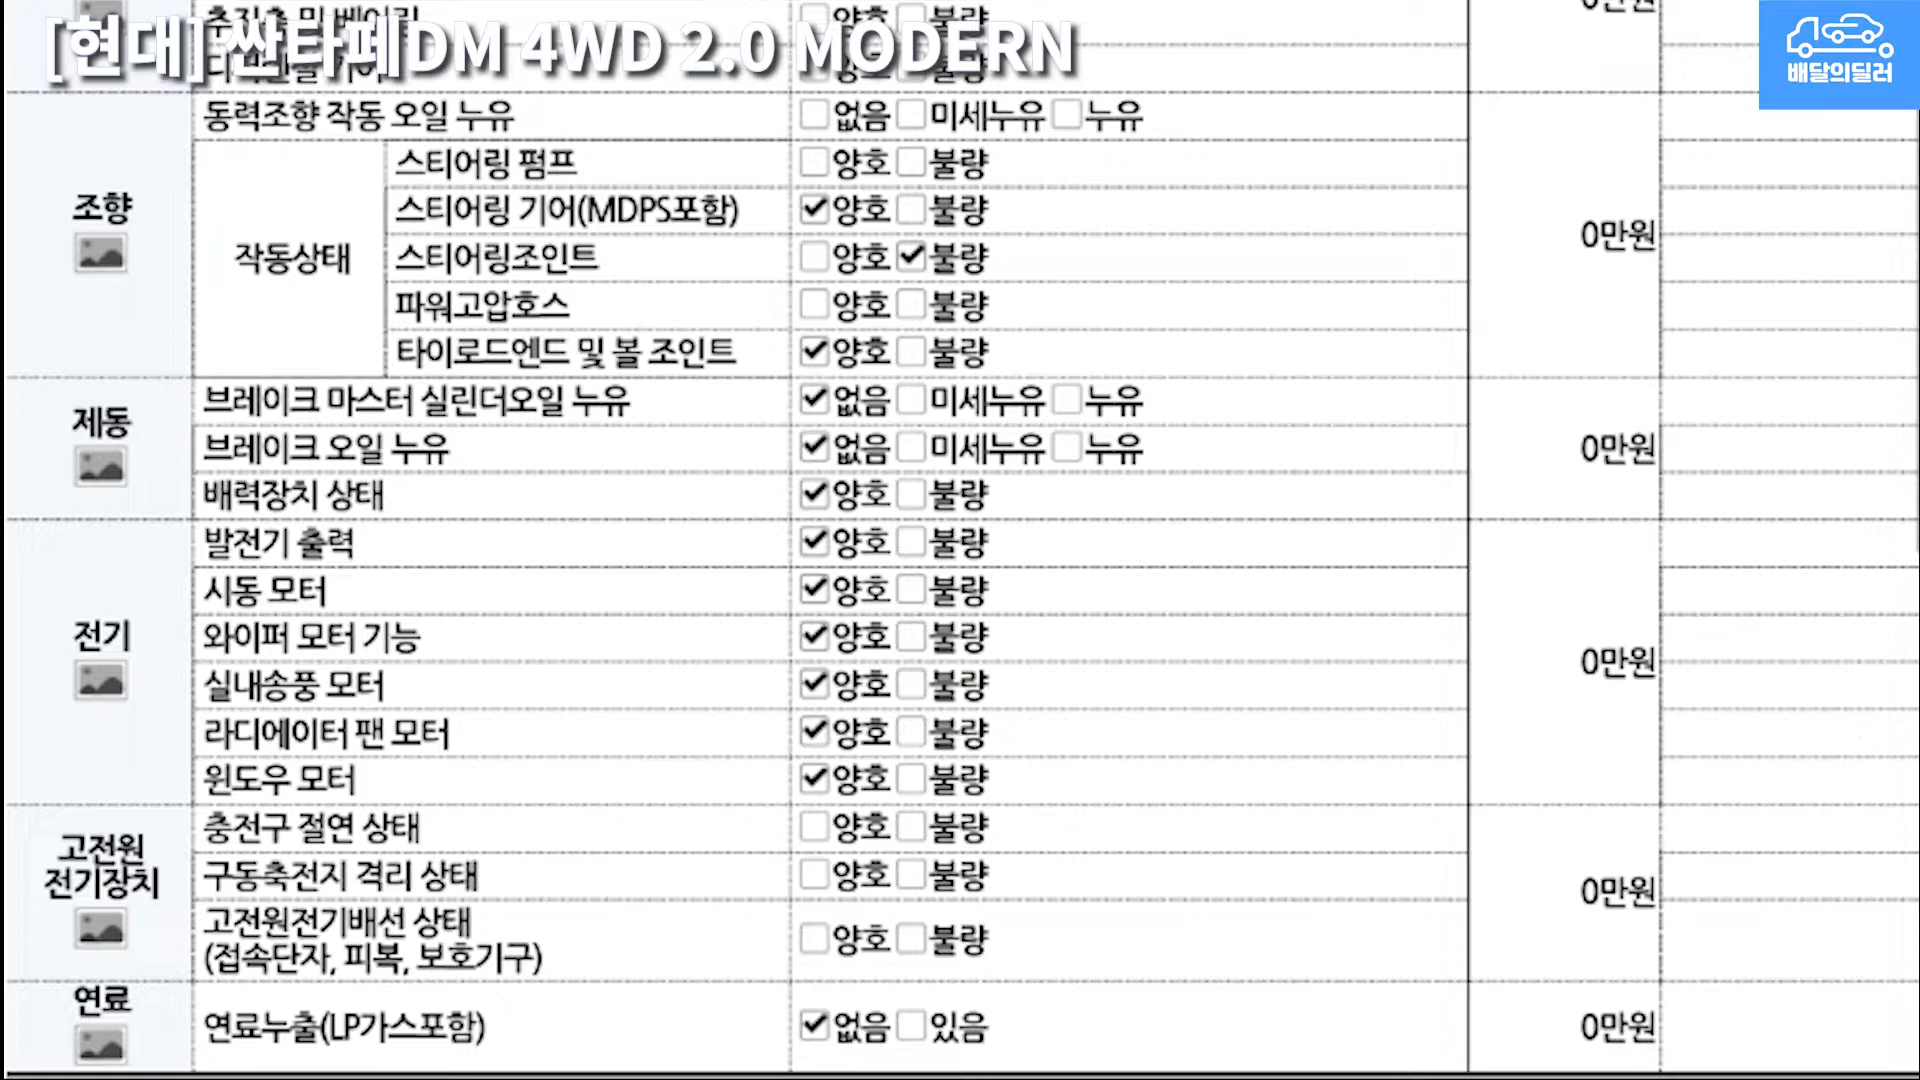 [현대] 싼타페DM 4WD 2.0 MODERN
배달의딜러
양호 불량
동력조향 작동 오일 누유 없음 미세누유 누유
조향
작동상태
스티어링 펌프 양호 불량
스티어링 기어(MDPS포함) 양호 불량
스티어링조인트 양호 불량
파워고압호스 양호 불량
타이로드엔드 및 볼 조인트 양호 불량
0만원
제동
브레이크 마스터 실린더오일 누유 없음 미세누유 누유
브레이크 오일 누유 없음 미세누유 누유
배력장치 상태 양호 불량
0만원
전기
발전기 출력 양호 불량
시동 모터 양호 불량
와이퍼 모터 기능 양호 불량
실내송풍 모터 양호 불량
라디에이터 팬 모터 양호 불량
윈도우 모터 양호 불량
0만원
고전원
전기장치
충전구 절연 상태 양호 불량
구동축전지 격리 상태 양호 불량
고전원전기배선 상태
(접속단자, 피복, 보호기구) 양호 불량
0만원
연료
연료누출(LP가스포함) 없음 있음
0만원